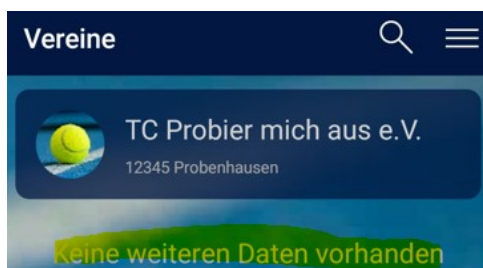 Vereine
TC Probier mich aus e.V.
12345 Probenhausen
Keine weiteren Daten vorhanden